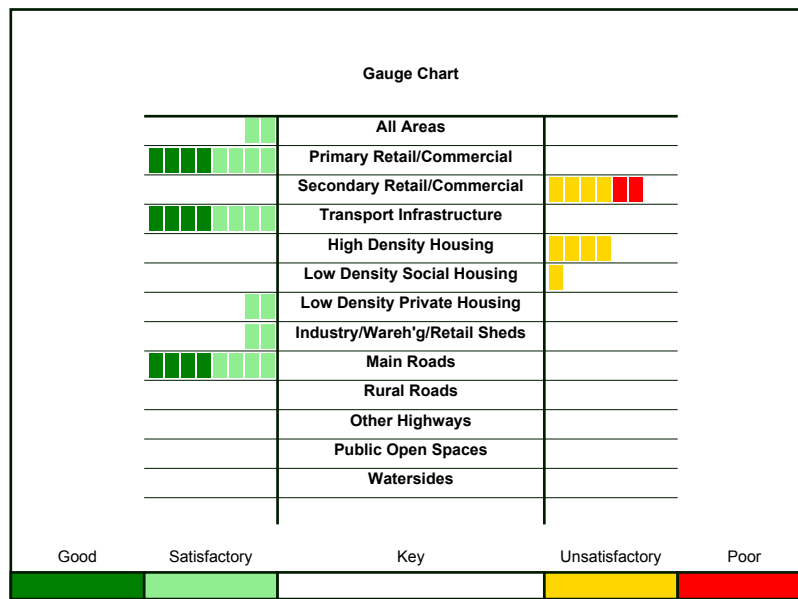 Gauge Chart
All Areas
Primary Retail/Commercial
Secondary Retail/Commercial
Transport Infrastructure
High Density Housing
Low Density Social Housing
Low Density Private Housing
Industry/Wareh'g/Retail Sheds
Main Roads
Rural Roads
Other Highways
Public Open Spaces
Watersides
Good Satisfactory Key Unsatisfactory Poor